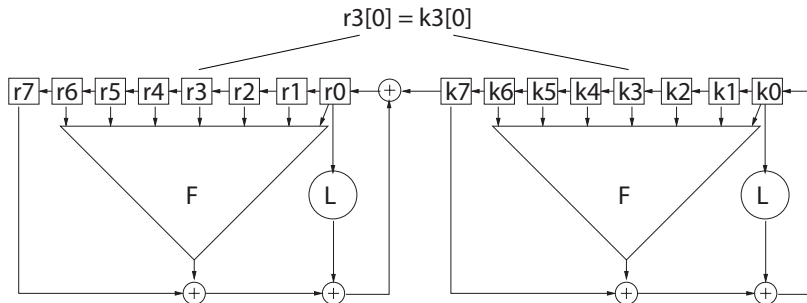 r3[0] = k3[0]
r7 r6 r5 r4 r3 r2 r1 r0 + k7 k6 k5 k4 k3 k2 k1 k0
F L F L
+ + + +